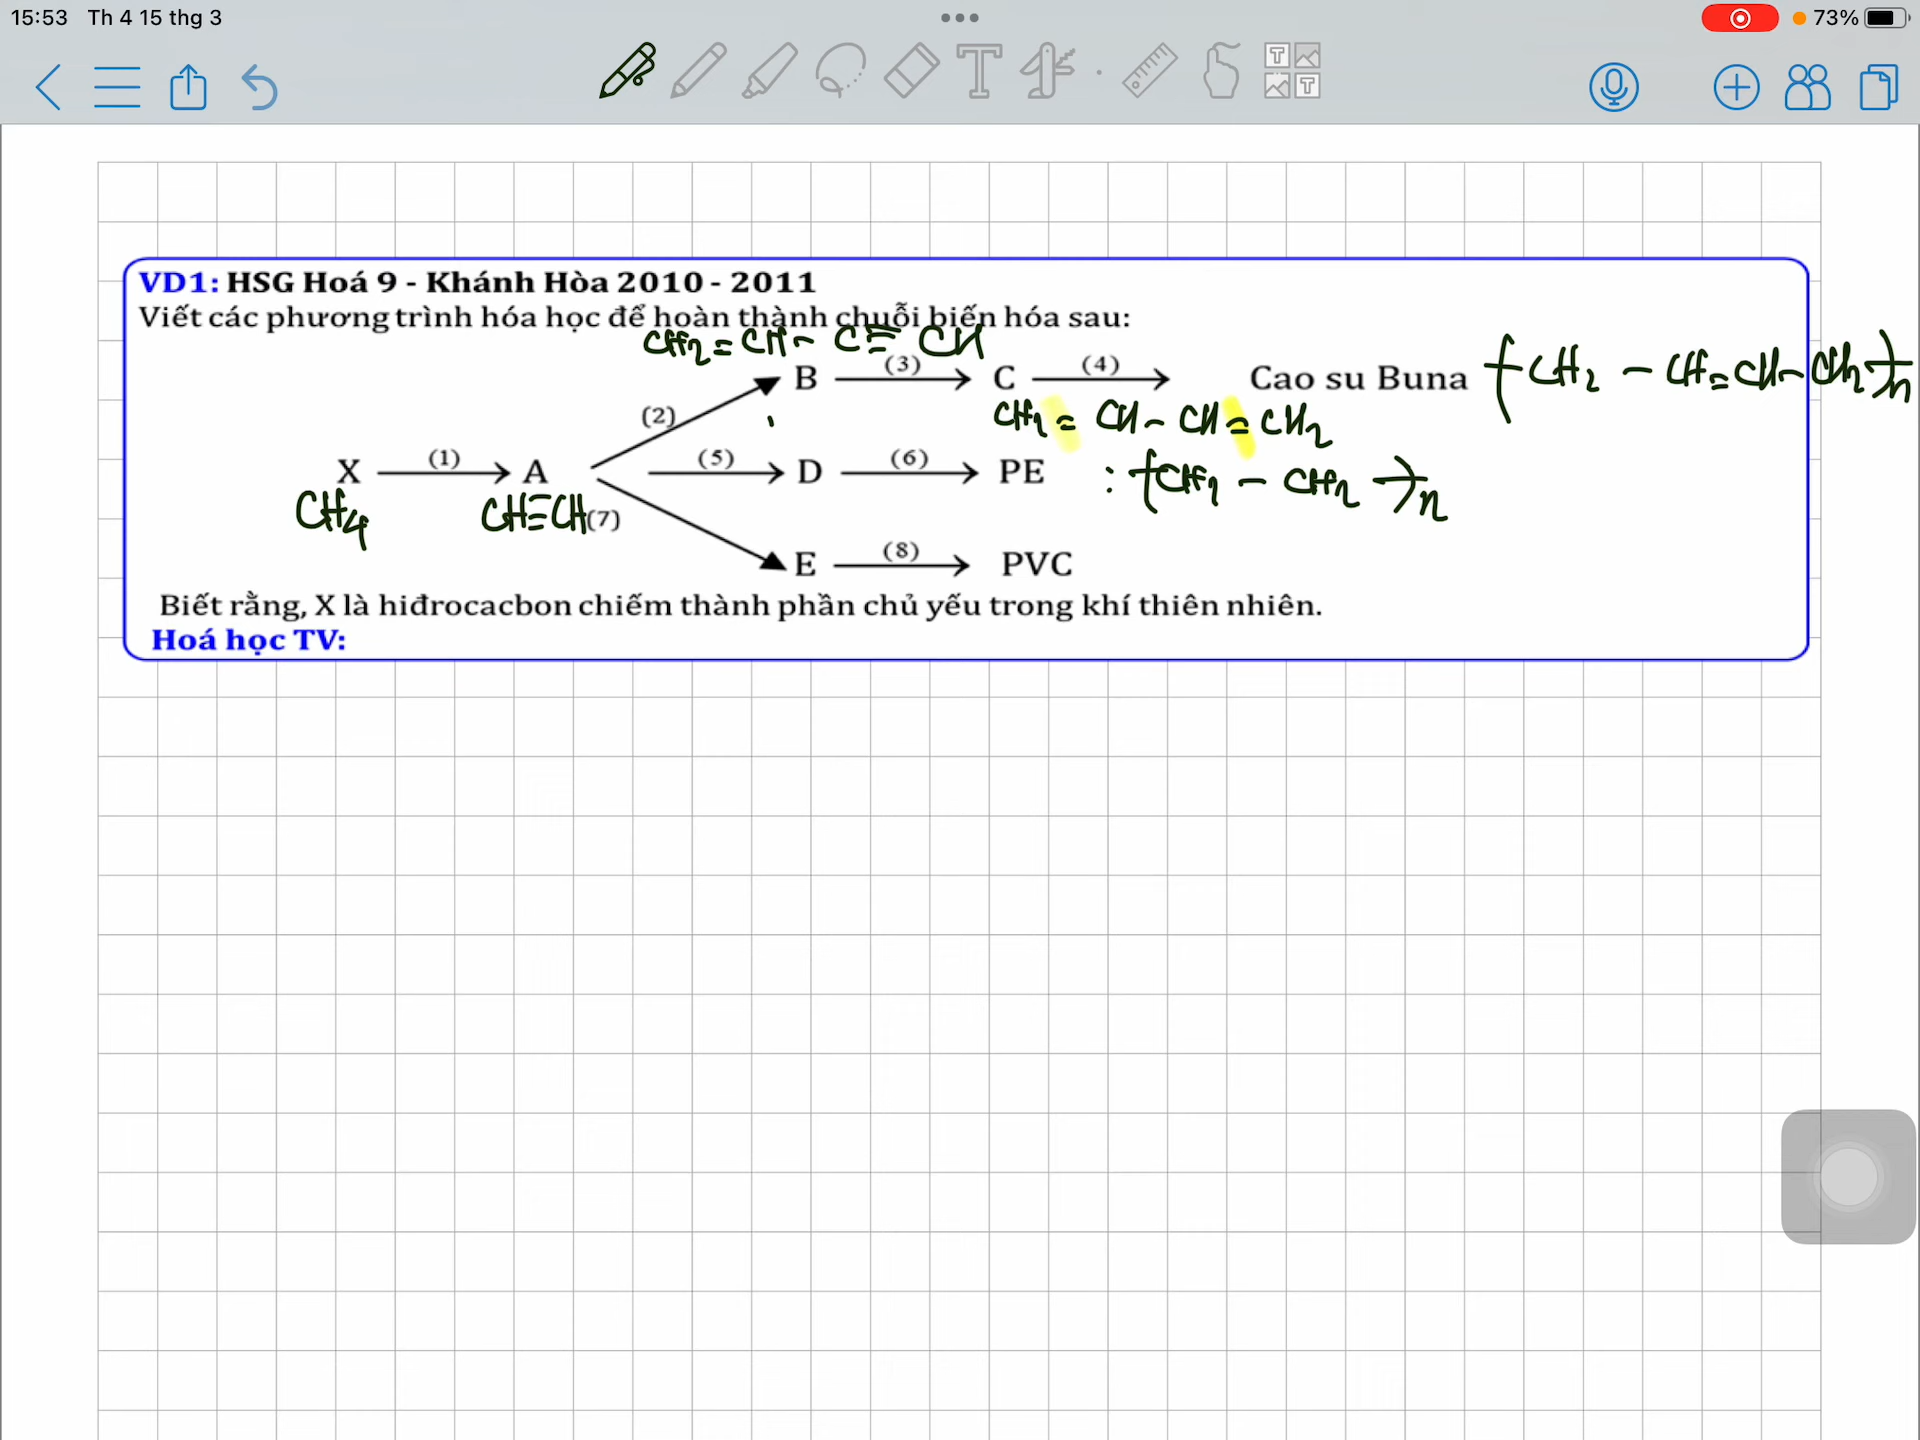 15:53 Th 4 15 thg 3
73%
VD1: HSG Hoá 9 - Khánh Hòa 2010 - 2011
Viết các phương trình hóa học để hoàn thành chuỗi biến hóa sau:
CH2 = CH - C ≡ CH
(2) B (3) C (4) Cao su Buna (CH2 - CH = CH - CH2)n
CH2 = CH - CH = CH2
X (1) A (5) D (6) PE : (CH2 - CH2)n
CH4 CH≡CH (7)
E (8) PVC
Biết rằng, X là hiđrocacbon chiếm thành phần chủ yếu trong khí thiên nhiên.
Hoá học TV: